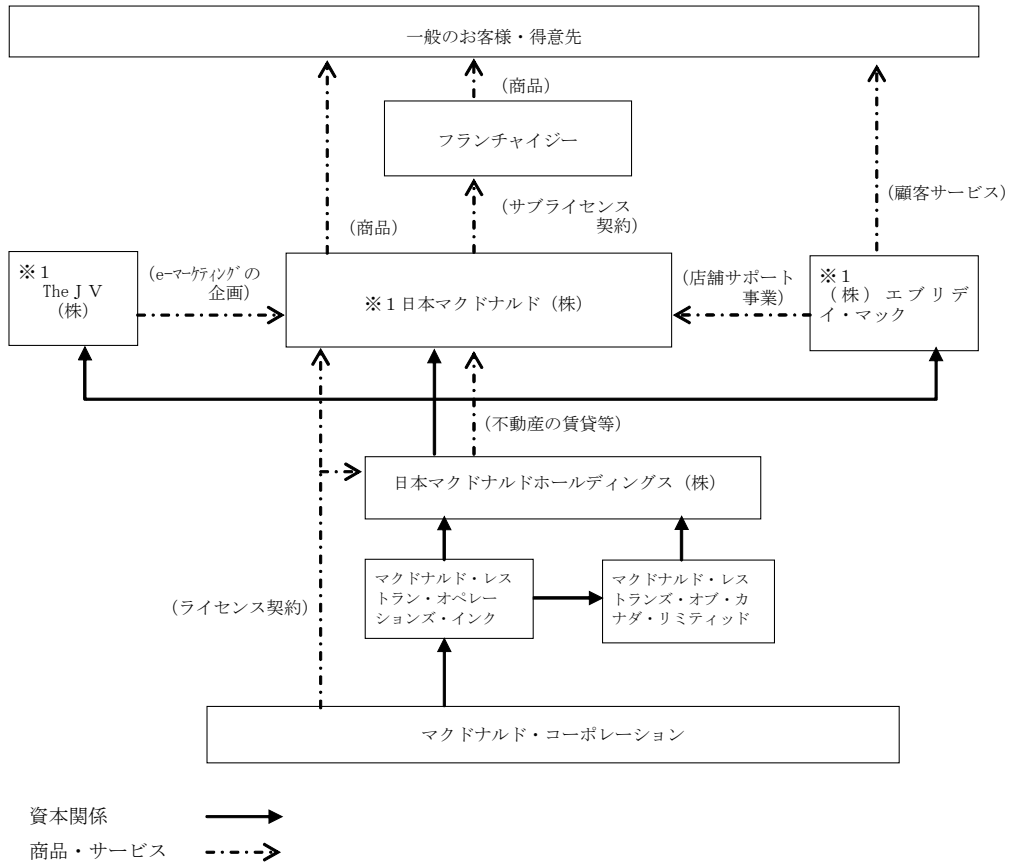 一般のお客様・得意先
(商品)
フランチャイジー
(顧客サービス)
(サブライセンス
契約)
(商品)
※1
The J V
(株)
(e-マーケティングの
企画)
※1日本マクドナルド(株)
(店舗サポート
事業)
※1
(株)エブリデ
イ・マック
(不動産の賃貸等)
日本マクドナルドホールディングス(株)
マクドナルド・レス
トラン・オペレー
ションズ・インク
マクドナルド・レス
トランズ・オブ・カ
ナダ・リミティッド
(ライセンス契約)
マクドナルド・コーポレーション
資本関係
商品・サービス